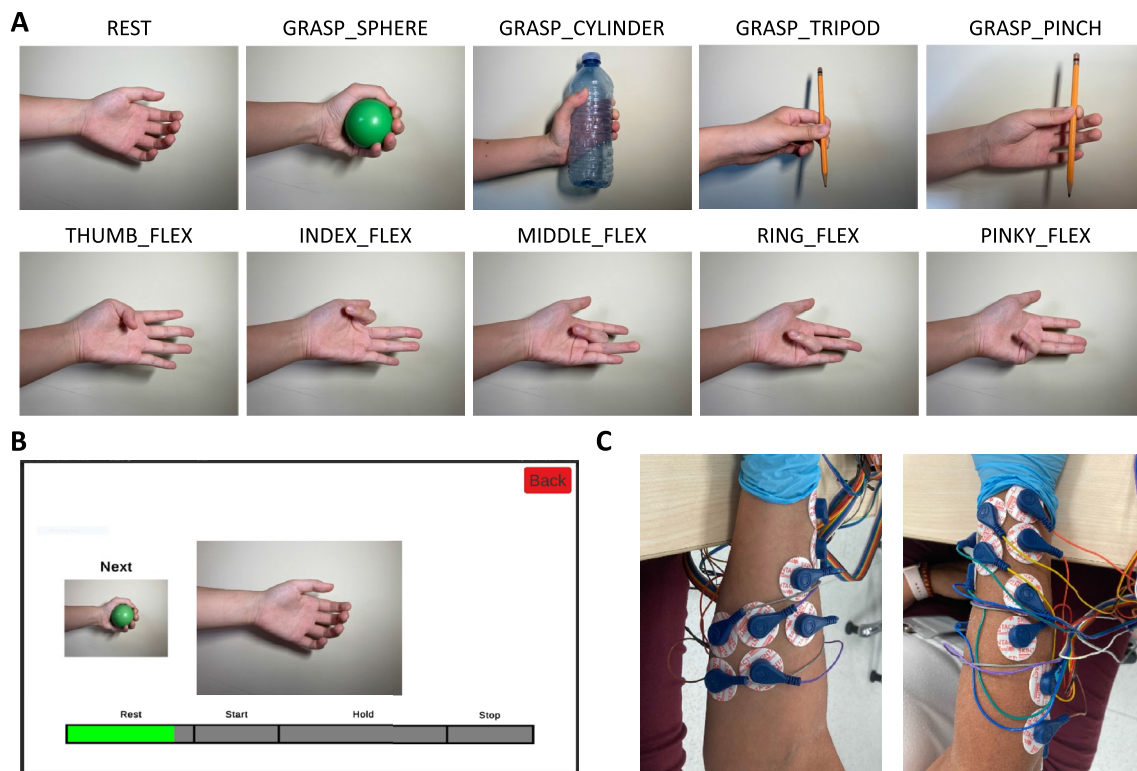 A
REST
GRASP_SPHERE
GRASP_CYLINDER
GRASP_TRIPOD
GRASP_PINCH
THUMB_FLEX
INDEX_FLEX
MIDDLE_FLEX
RING_FLEX
PINKY_FLEX
B
Back
Next
Rest
Start
Hold
Stop
C